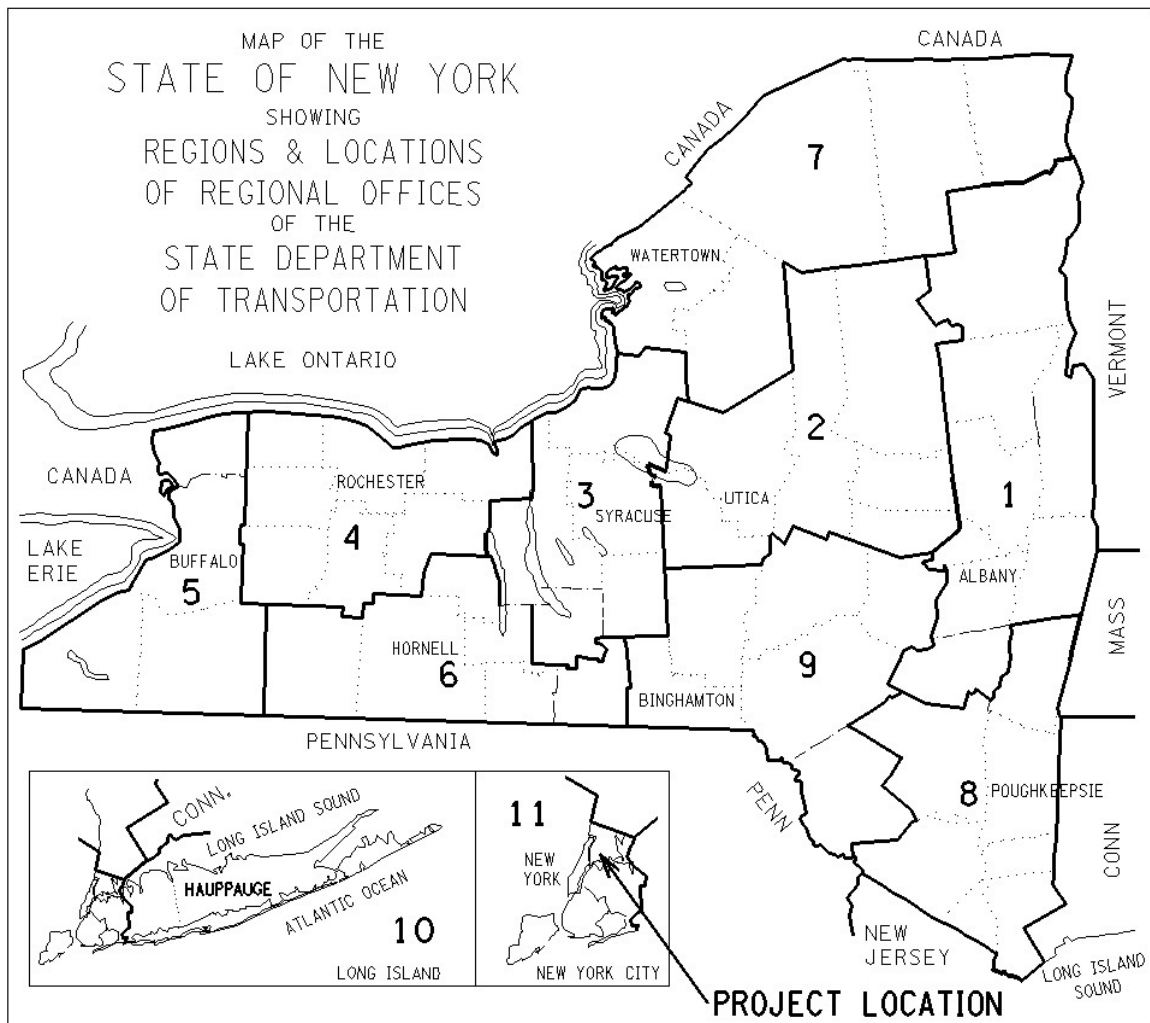 MAP OF THE
STATE OF NEW YORK
SHOWING
REGIONS & LOCATIONS
OF REGIONAL OFFICES
OF THE
STATE DEPARTMENT
OF TRANSPORTATION
CANADA
CANADA
7
WATERTOWN
LAKE ONTARIO
VERMONT
2
CANADA
ROCHESTER
3
SYRACUSE
UTICA
1
4
LAKE
ERIE
BUFFALO
5
ALBANY
MASS
HORNELL
6
9
BINGHAMTON
PENNSYLVANIA
PENN
8
POUGHKEEPSIE
CONN
CONN.
LONG ISLAND SOUND
HAUPPAUGE
ATLANTIC OCEAN
10
LONG ISLAND
11
NEW
YORK
NEW YORK CITY
NEW
JERSEY
LONG ISLAND
SOUND
PROJECT LOCATION